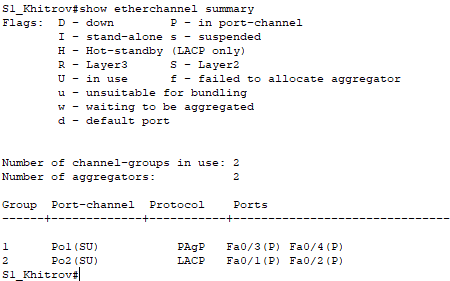 S1_Khitrov#show etherchannel summary
Flags:  D - down        P - in port-channel
        I - stand-alone s - suspended
        H - Hot-standby (LACP only)
        R - Layer3      S - Layer2
        U - in use      f - failed to allocate aggregator
        u - unsuitable for bundling
        w - waiting to be aggregated
        d - default port
Number of channel-groups in use: 2
Number of aggregators:           2
Group  Port-channel  Protocol    Ports
------+-------------+-----------+----------------------------------------------
1      Po1(SU)           PAgP   Fa0/3(P) Fa0/4(P)
2      Po2(SU)           LACP   Fa0/1(P) Fa0/2(P)
S1_Khitrov#